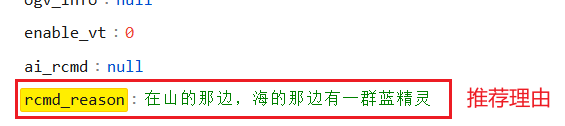 ogv_info：null
enable_vt：0
ai_rcmd：null
rcmd_reason：在山的那边，海的那边有一群蓝精灵 推荐理由